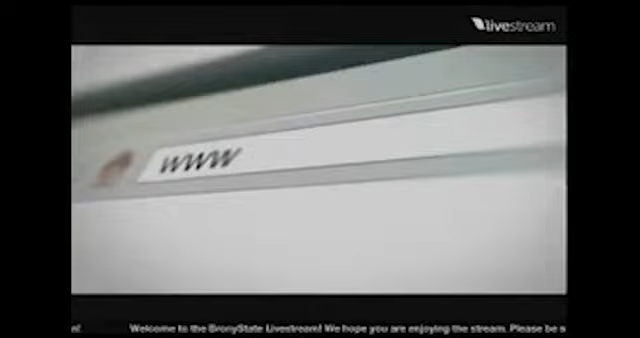 livestream
www
Welcome to the BronyState Livestream! We hope you are enjoying the stream. Please be s